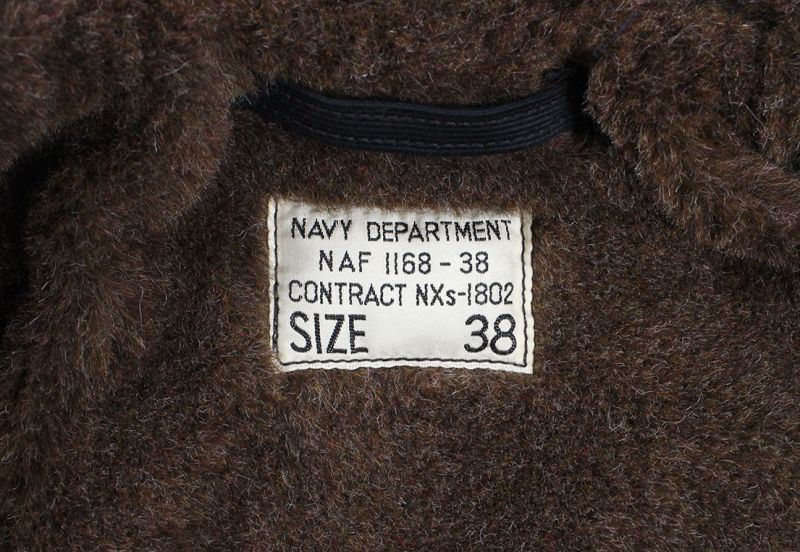 NAVY DEPARTMENT
NAF 1168 - 38
CONTRACT NXs-1802
SIZE 38